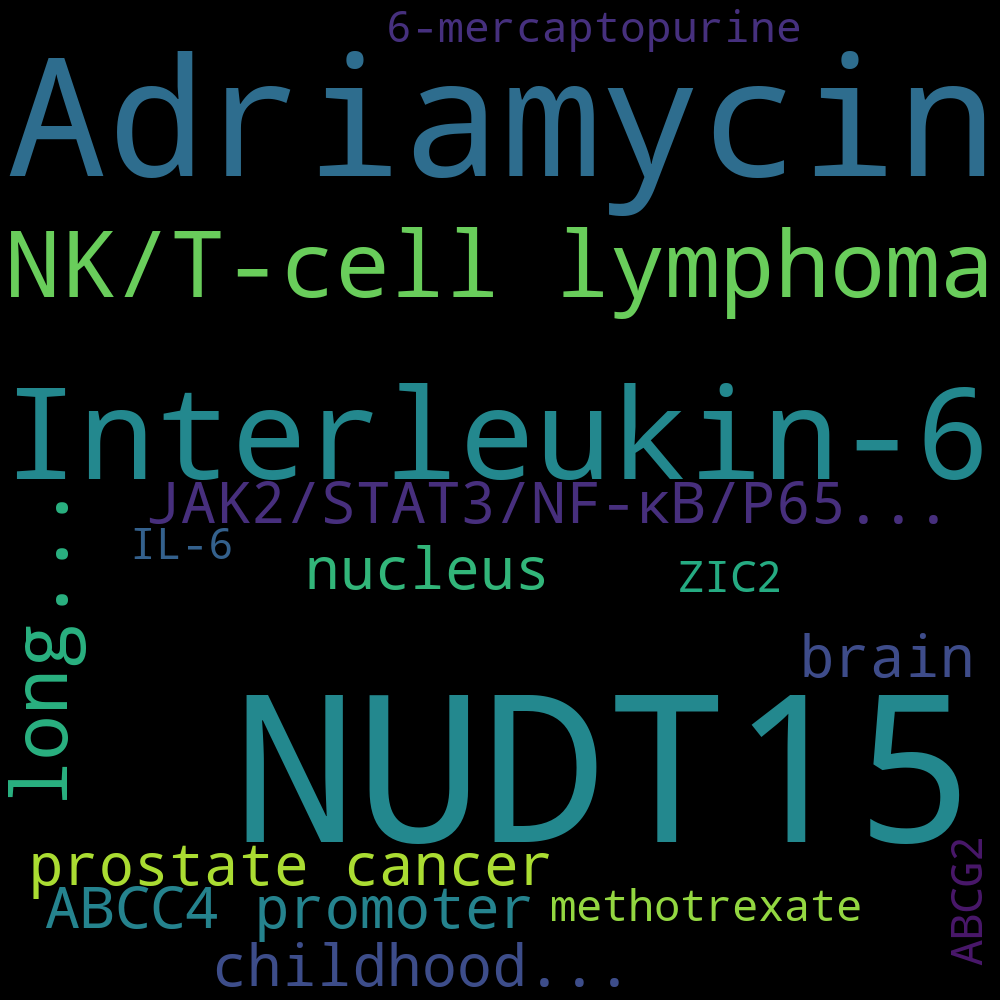 6-mercaptopurine
Adriamycin
NK/T-cell lymphoma
Interleukin-6
JAK2/STAT3/NF-κB/P65...
IL-6
nucleus
ZIC2
long...
brain
NUDT15
prostate cancer
ABCC4 promoter
methotrexate
ABCG2
childhood...